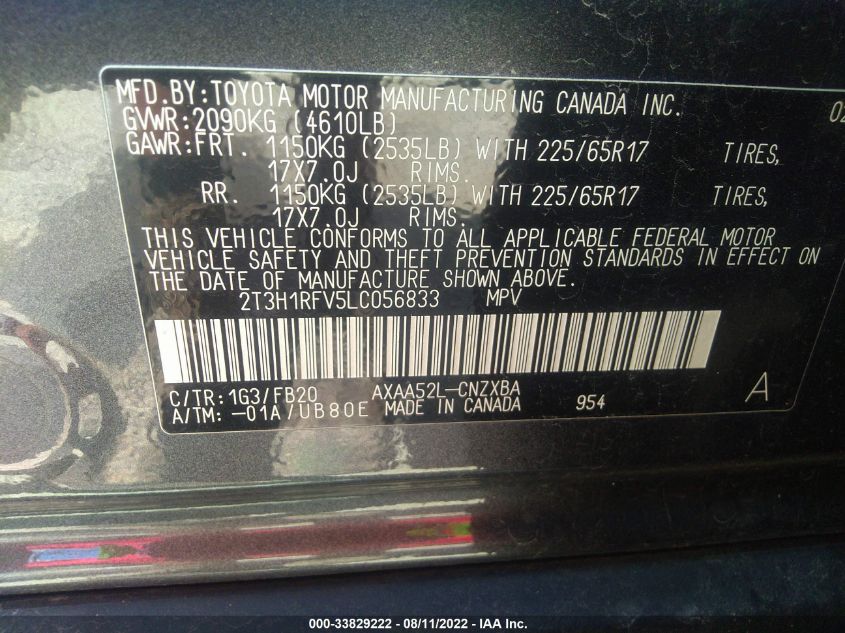 MFD.BY:TOYOTA MOTOR MANUFACTURING CANADA INC.
GVWR:2090KG (4610LB)
GAWR:FRT. 1150KG (2535LB) WITH 225/65R17 TIRES,
17X7.0J RIMS.
RR. 1150KG (2535LB) WITH 225/65R17 TIRES,
17X7.0J RIMS.
THIS VEHICLE CONFORMS TO ALL APPLICABLE FEDERAL MOTOR
VEHICLE SAFETY AND THEFT PREVENTION STANDARDS IN EFFECT ON
THE DATE OF MANUFACTURE SHOWN ABOVE.
2T3H1RFV5LC056833 MPV
C/TR:1G3/FB20 AXAA52L-CNZXBA
A/TM: -01A/UB80E MADE IN CANADA 954 A
000-33829222 - 08/11/2022 - IAA Inc.